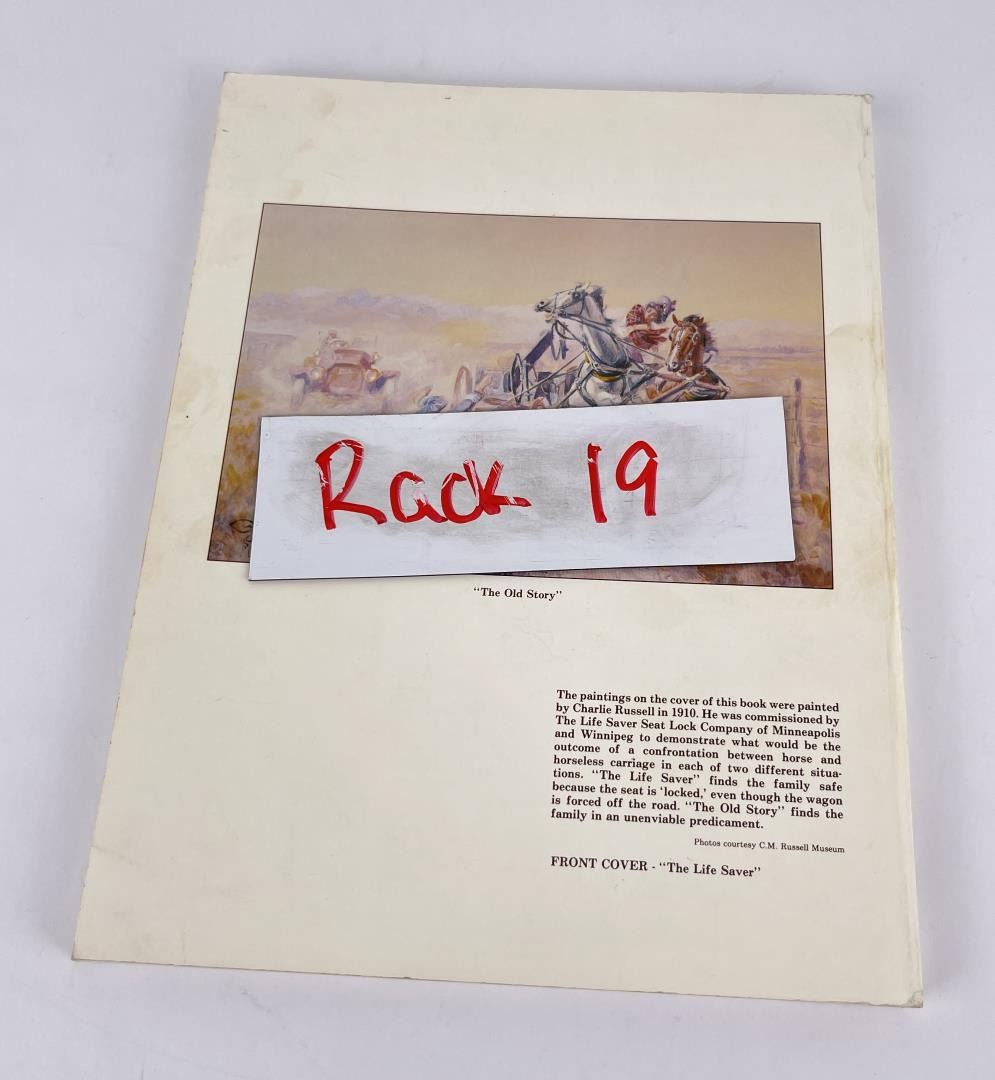 Rack 19
"The Old Story"
The paintings on the cover of this book were painted
by Charlie Russell in 1910. He was commissioned by
The Life Saver Seat Lock Company of Minneapolis
and Winnipeg to demonstrate what would be the
outcome of a confrontation between horse and
horseless carriage in each of two different situa-
tions. "The Life Saver" finds the family safe
because the seat is 'locked,' even though the wagon
is forced off the road. "The Old Story" finds the
family in an unenviable predicament.
Photos courtesy C.M. Russell Museum
FRONT COVER - "The Life Saver"